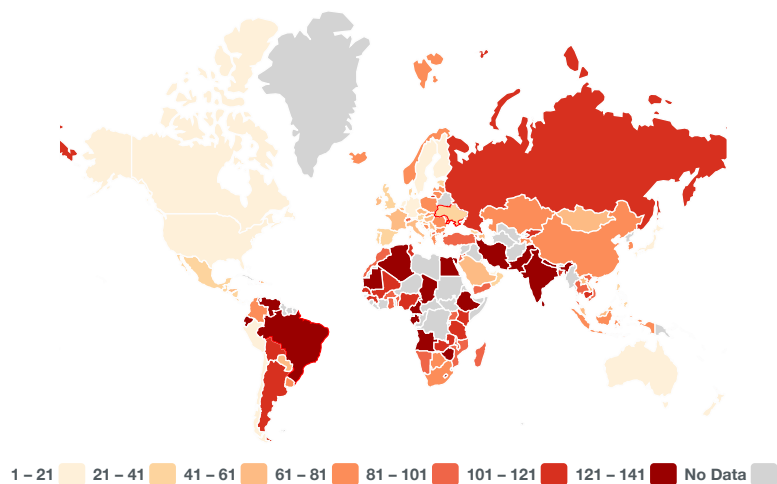 1 – 21 21 – 41 41 – 61 61 – 81 81 – 101 101 – 121 121 – 141 No Data